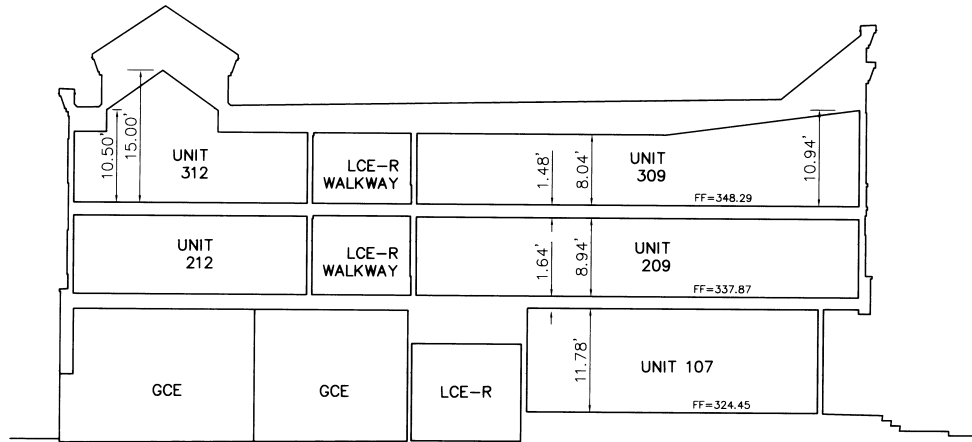 10.50'
15.00'
UNIT
312
LCE-R
WALKWAY
1.48'
8.04'
UNIT
309
10.94'
FF=348.29
UNIT
212
LCE-R
WALKWAY
1.64'
8.94'
UNIT
209
FF=337.87
GCE
GCE
LCE-R
11.78'
UNIT 107
FF=324.45